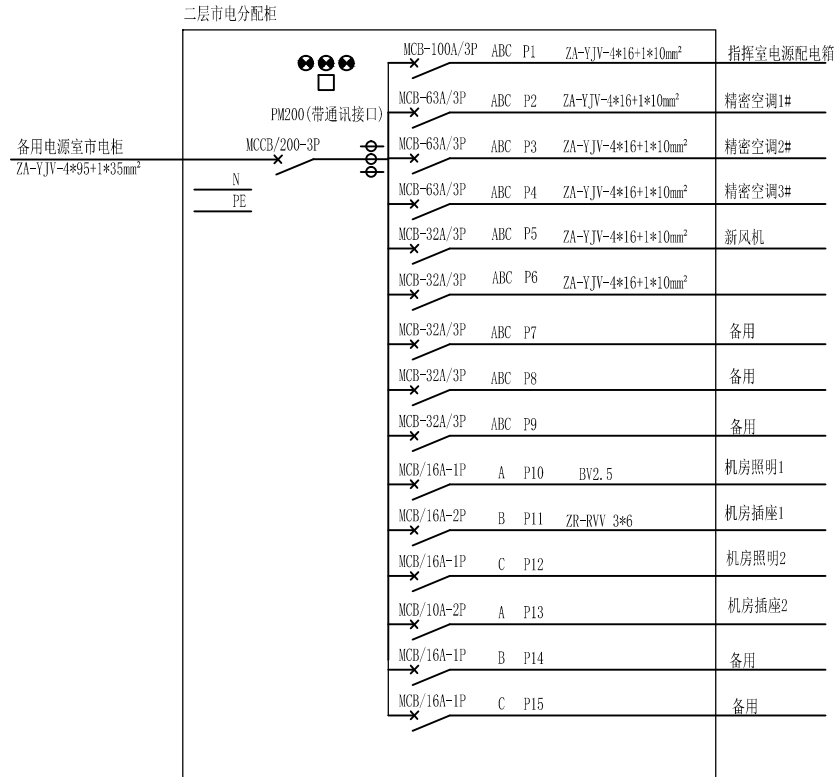 二层市电分配柜
MCB-100A/3P ABC P1 ZA-YJV-4*16+1*10mm² 指挥室电源配电箱
MCB-63A/3P ABC P2 ZA-YJV-4*16+1*10mm² 精密空调1#
PM200(带通讯接口)
备用电源室市电柜 MCCB/200-3P MCB-63A/3P ABC P3 ZA-YJV-4*16+1*10mm² 精密空调2#
ZA-YJV-4*95+1*35mm²
N
MCB-63A/3P ABC P4 ZA-YJV-4*16+1*10mm² 精密空调3#
PE
MCB-32A/3P ABC P5 ZA-YJV-4*16+1*10mm² 新风机
MCB-32A/3P ABC P6 ZA-YJV-4*16+1*10mm²
MCB-32A/3P ABC P7 备用
MCB-32A/3P ABC P8 备用
MCB-32A/3P ABC P9 备用
MCB/16A-1P A P10 BV2.5 机房照明1
MCB/16A-2P B P11 ZR-RVV 3*6 机房插座1
MCB/16A-1P C P12 机房照明2
MCB/10A-2P A P13 机房插座2
MCB/16A-1P B P14 备用
MCB/16A-1P C P15 备用